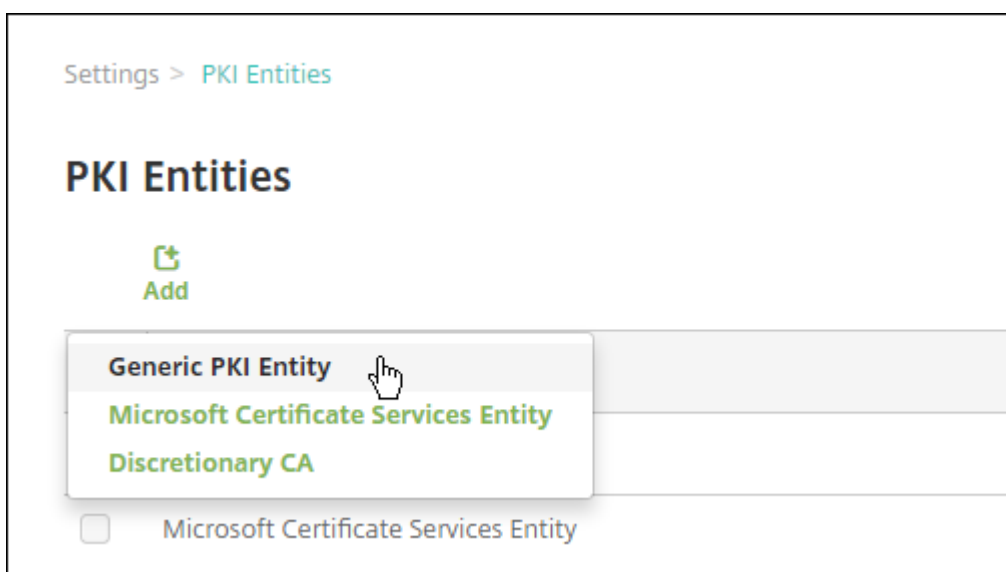 Settings > PKI Entities
PKI Entities
Add
Generic PKI Entity
Microsoft Certificate Services Entity
Discretionary CA
Microsoft Certificate Services Entity